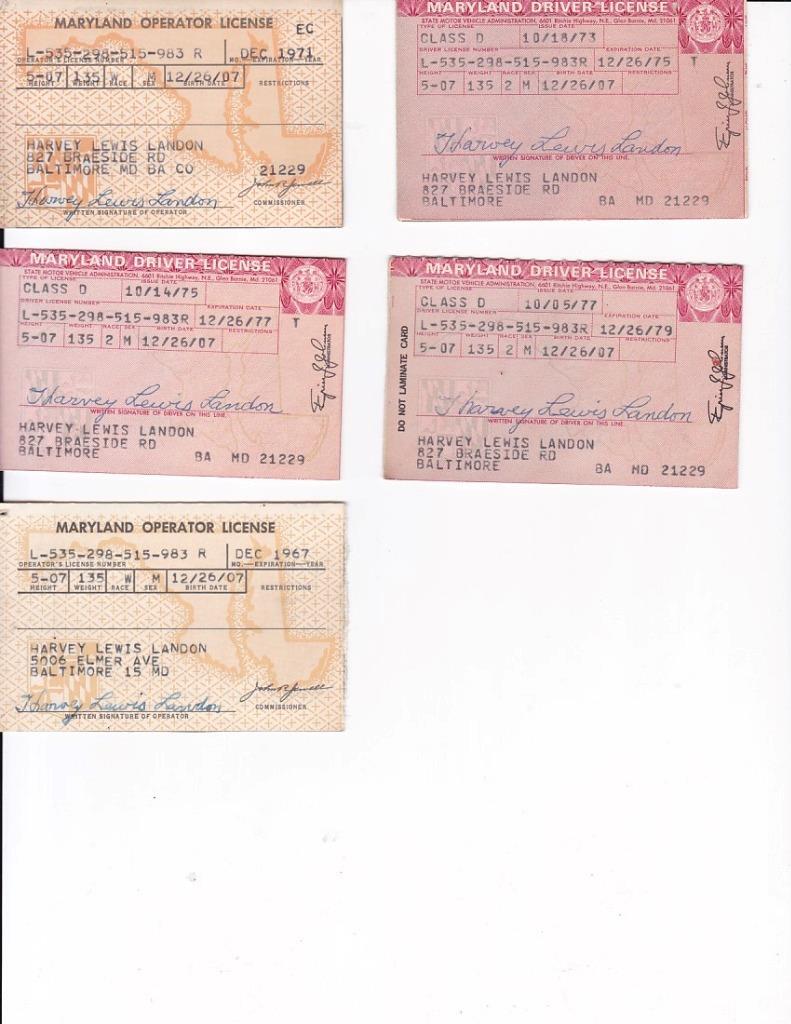 MARYLAND OPERATOR LICENSE
EC
L-535-298-515-983 R DEC 1971
OPERATOR'S LICENSE NUMBER MO.—EXPIRATION—YEAR
5-07 135 W M 12/26/07
HEIGHT WEIGHT RACE SEX BIRTH DATE RESTRICTIONS
HARVEY LEWIS LANDON
827 BRAESIDE RD
BALTIMORE MD BA CO 21229
Harvey Lewis Landon
WRITTEN SIGNATURE OF OPERATOR COMMISSIONER
MARYLAND DRIVER LICENSE
STATE MOTOR VEHICLE ADMINISTRATION, 6601 Ritchie Highway, N.E., Glen Burnie, Md. 21061
TYPE OF LICENSE ISSUE DATE
CLASS D 10/18/73
DRIVER LICENSE NUMBER EXPIRATION DATE
L-535-298-515-983R 12/26/75 T
HEIGHT WEIGHT RACE SEX BIRTH DATE RESTRICTIONS
5-07 135 2 M 12/26/07
ADMINISTRATOR
Harvey Lewis Landon
WRITTEN SIGNATURE OF DRIVER ON THIS LINE.
HARVEY LEWIS LANDON
827 BRAESIDE RD
BALTIMORE BA MD 21229
MARYLAND DRIVER LICENSE
STATE MOTOR VEHICLE ADMINISTRATION, 6601 Ritchie Highway, N.E., Glen Burnie, Md. 21061
TYPE OF LICENSE ISSUE DATE
CLASS D 10/14/75
DRIVER LICENSE NUMBER EXPIRATION DATE
L-535-298-515-983R 12/26/77 T
HEIGHT WEIGHT RACE SEX BIRTH DATE RESTRICTIONS
5-07 135 2 M 12/26/07
ADMINISTRATOR
Harvey Lewis Landon
WRITTEN SIGNATURE OF DRIVER ON THIS LINE.
HARVEY LEWIS LANDON
827 BRAESIDE RD
BALTIMORE BA MD 21229
MARYLAND DRIVER LICENSE
STATE MOTOR VEHICLE ADMINISTRATION, 6601 Ritchie Highway, N.E., Glen Burnie, Md. 21061
TYPE OF LICENSE ISSUE DATE
CLASS D 10/05/77
DRIVER LICENSE NUMBER EXPIRATION DATE
L-535-298-515-983R 12/26/79
HEIGHT WEIGHT RACE SEX BIRTH DATE RESTRICTIONS
5-07 135 2 M 12/26/07
DO NOT LAMINATE CARD
ADMINISTRATOR
Harvey Lewis Landon
WRITTEN SIGNATURE OF DRIVER ON THIS LINE.
HARVEY LEWIS LANDON
827 BRAESIDE RD
BALTIMORE BA MD 21229
MARYLAND OPERATOR LICENSE
L-535-298-515-983 R DEC 1967
OPERATOR'S LICENSE NUMBER MO.—EXPIRATION—YEAR
5-07 135 W M 12/26/07
HEIGHT WEIGHT RACE SEX BIRTH DATE RESTRICTIONS
HARVEY LEWIS LANDON
5006 ELMER AVE
BALTIMORE 15 MD
Harvey Lewis Landon
WRITTEN SIGNATURE OF OPERATOR COMMISSIONER